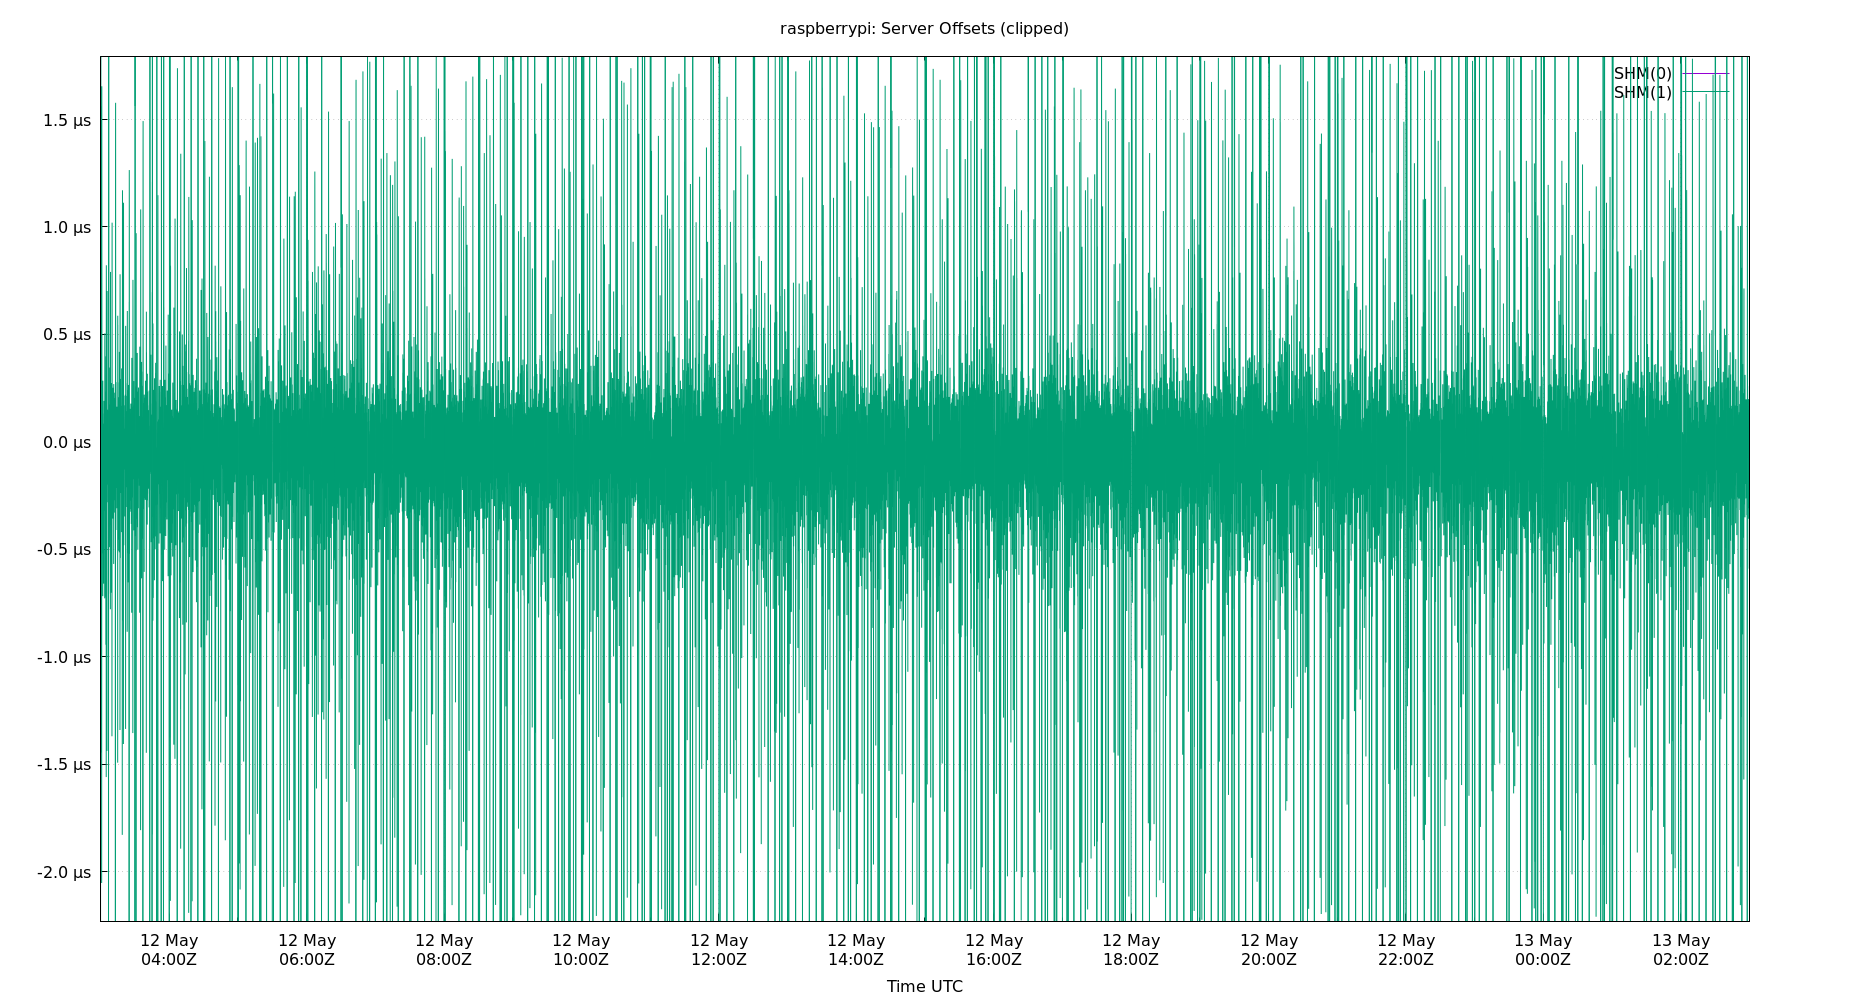 raspberrypi: Server Offsets (clipped)
SHM(0)
SHM(1)
1.5 µs
1.0 µs
0.5 µs
0.0 µs
-0.5 µs
-1.0 µs
-1.5 µs
-2.0 µs
12 May 12 May 12 May 12 May 12 May 12 May 12 May 12 May 12 May 12 May 13 May 13 May
04:00Z 06:00Z 08:00Z 10:00Z 12:00Z 14:00Z 16:00Z 18:00Z 20:00Z 22:00Z 00:00Z 02:00Z
Time UTC